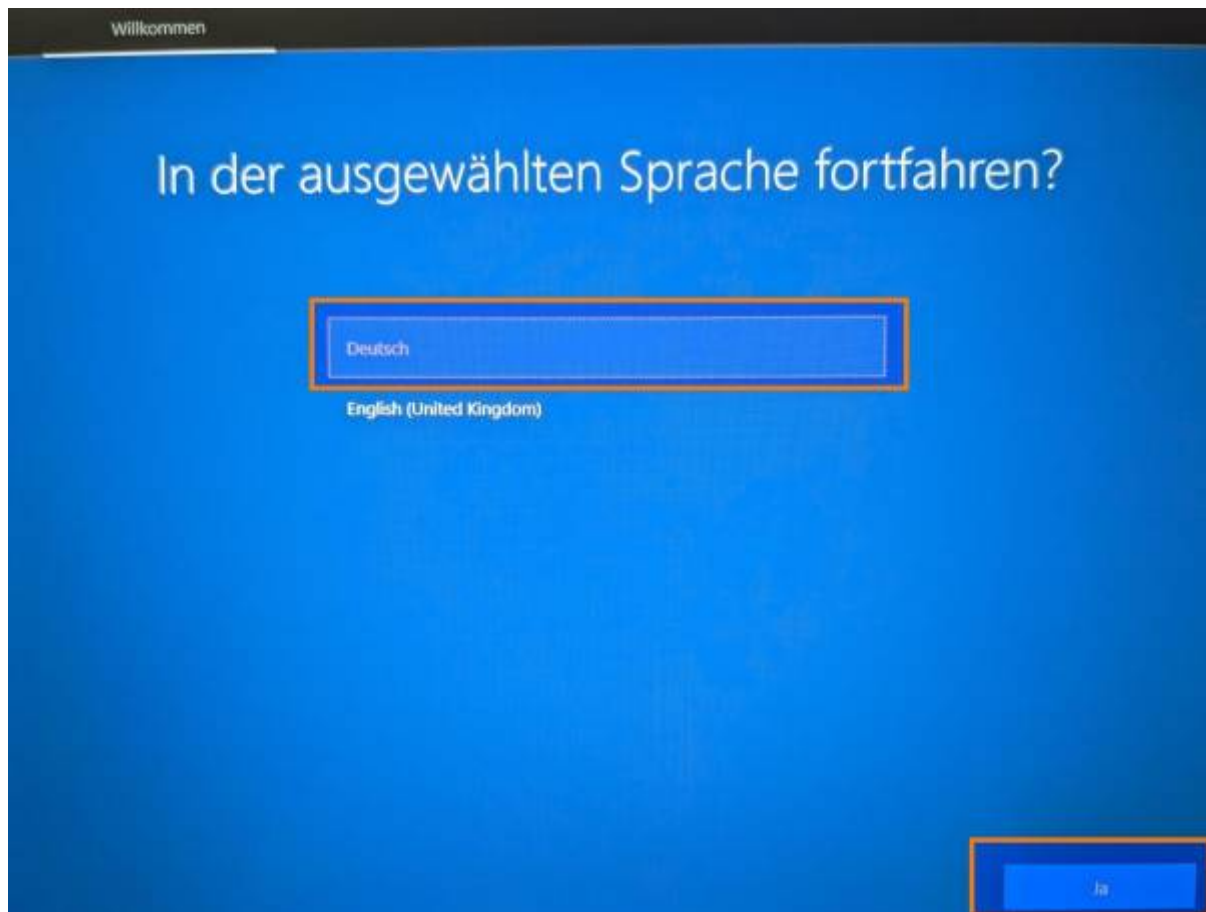 Willkommen
In der ausgewählten Sprache fortfahren?
Deutsch
English (United Kingdom)
Ja